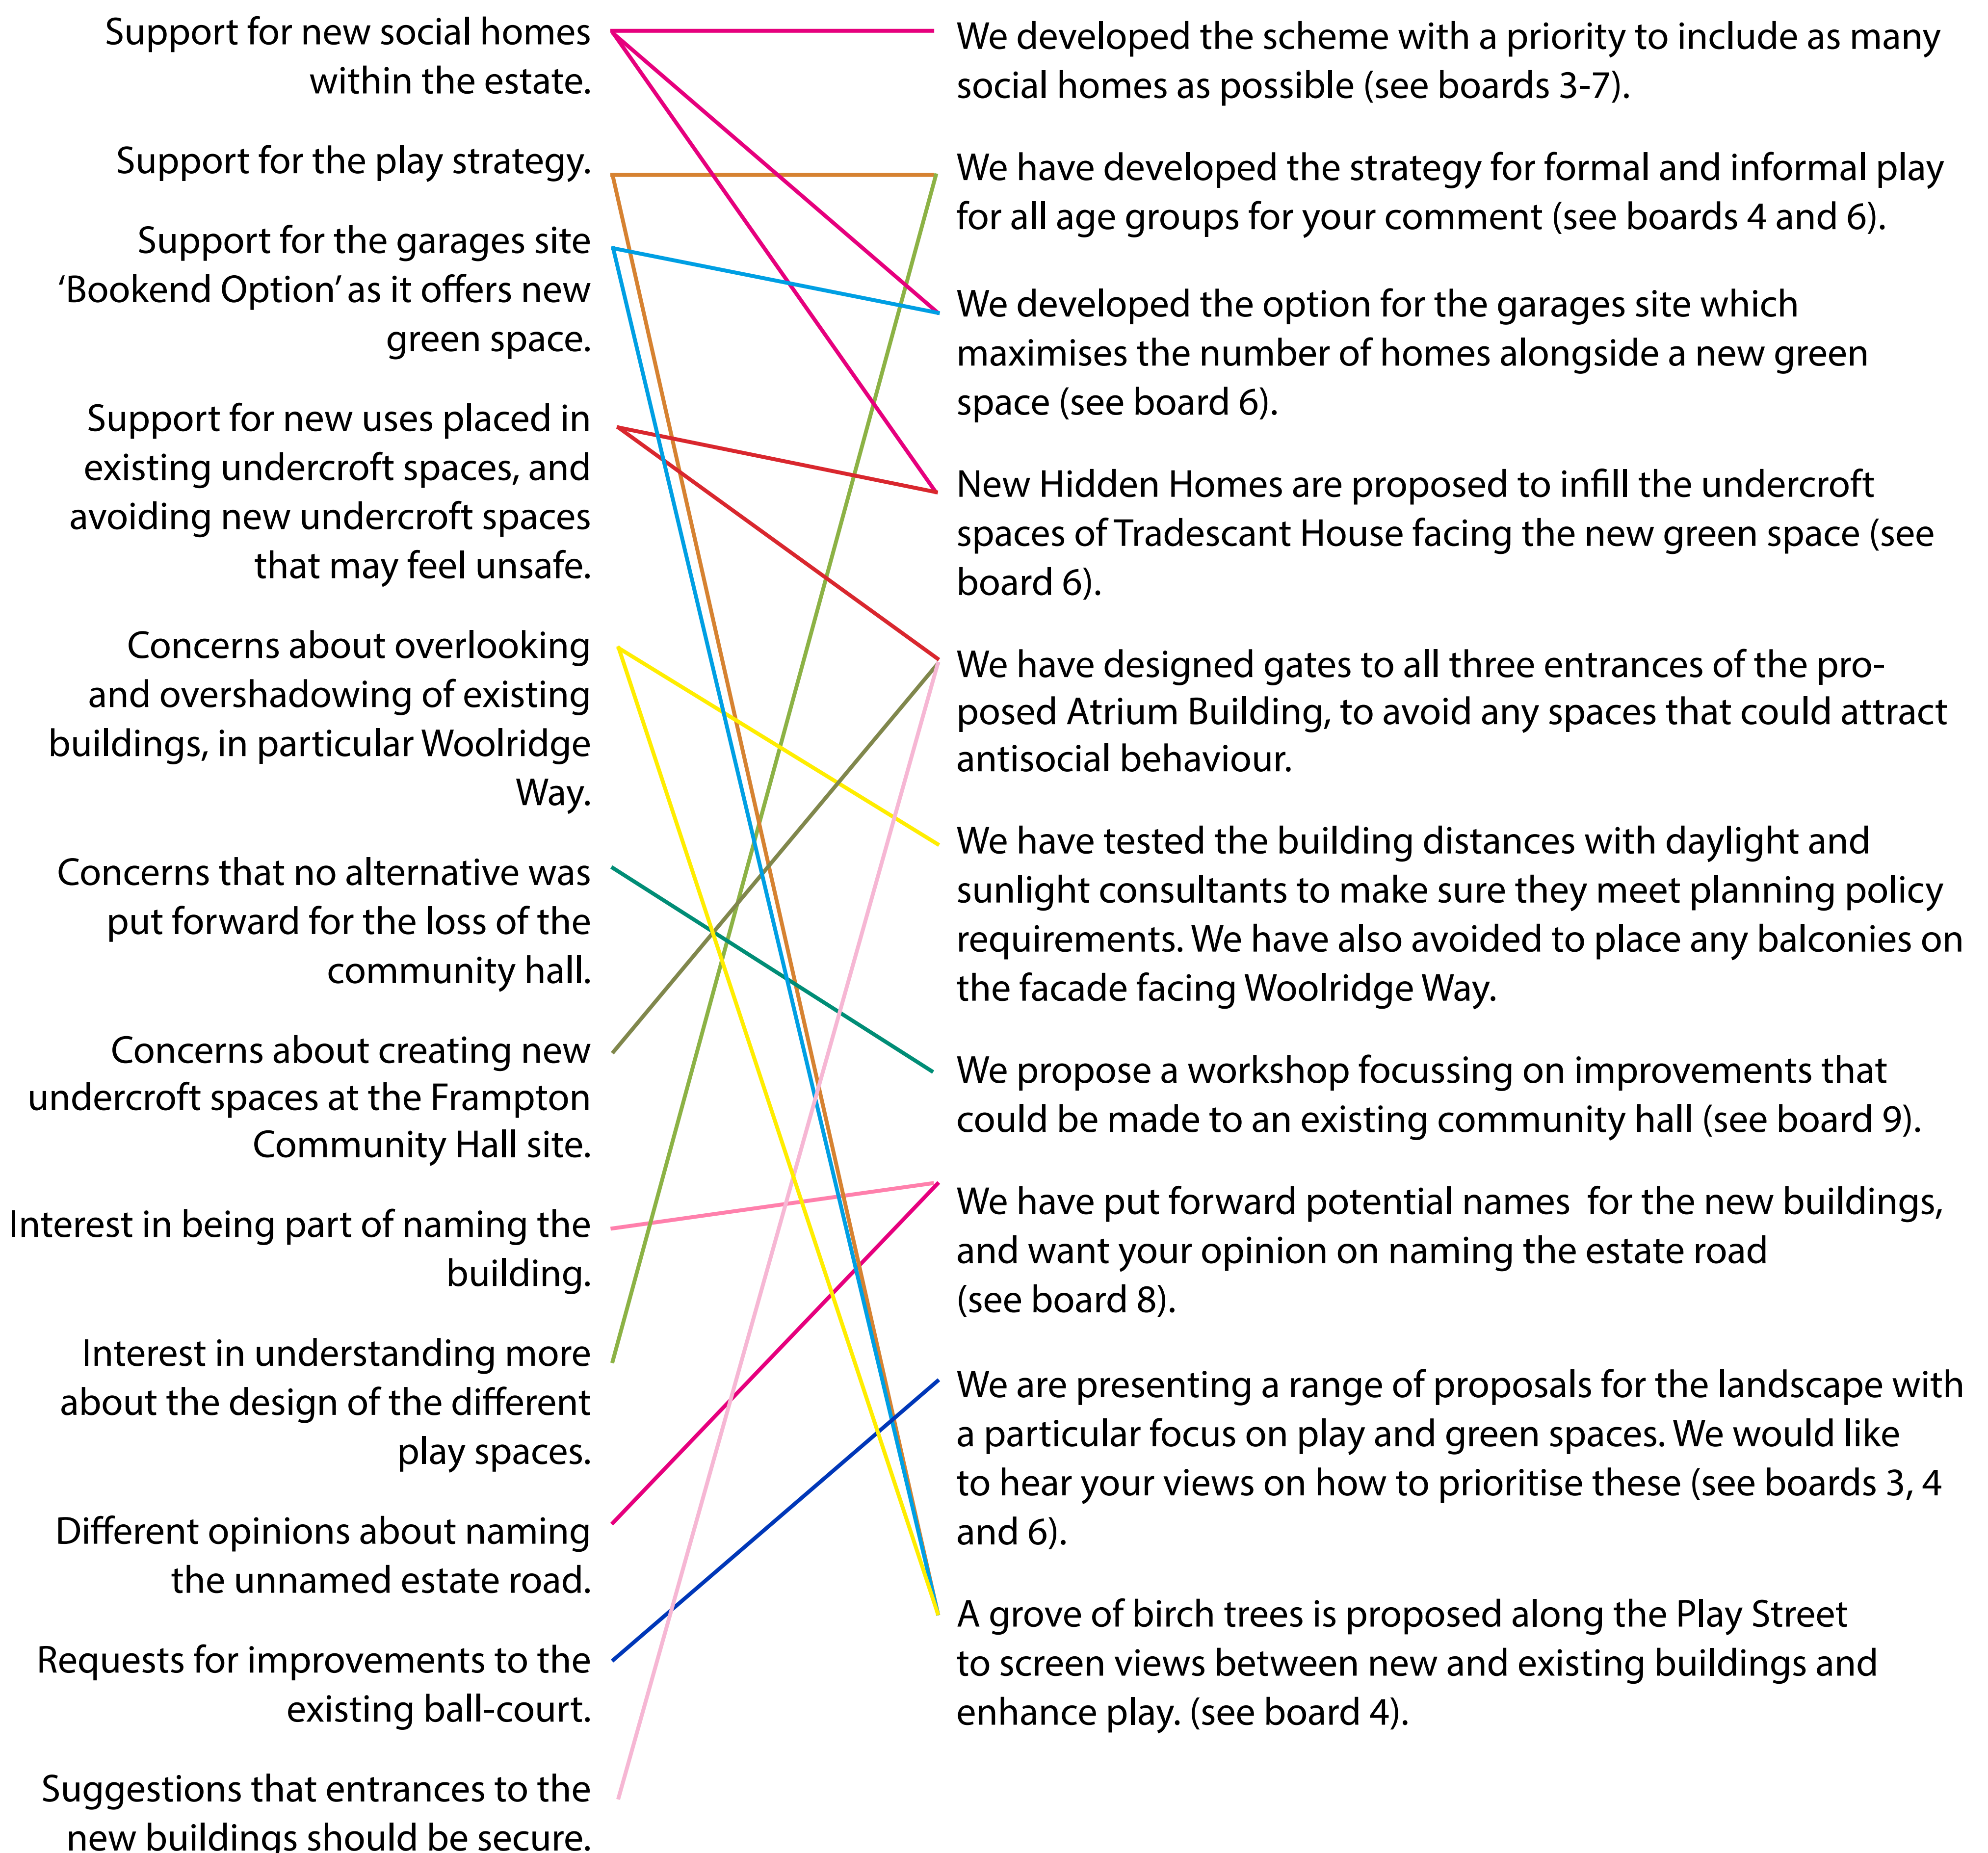 Support for new social homes
within the estate.
Support for the play strategy.
Support for the garages site
‘Bookend Option’ as it offers new
green space.
Support for new uses placed in
existing undercroft spaces, and
avoiding new undercroft spaces
that may feel unsafe.
Concerns about overlooking
and overshadowing of existing
buildings, in particular Woolridge
Way.
Concerns that no alternative was
put forward for the loss of the
community hall.
Concerns about creating new
undercroft spaces at the Frampton
Community Hall site.
Interest in being part of naming the
building.
Interest in understanding more
about the design of the different
play spaces.
Different opinions about naming
the unnamed estate road.
Requests for improvements to the
existing ball-court.
Suggestions that entrances to the
new buildings should be secure.
We developed the scheme with a priority to include as many
social homes as possible (see boards 3-7).
We have developed the strategy for formal and informal play
for all age groups for your comment (see boards 4 and 6).
We developed the option for the garages site which
maximises the number of homes alongside a new green
space (see board 6).
New Hidden Homes are proposed to infill the undercroft
spaces of Tradescant House facing the new green space (see
board 6).
We have designed gates to all three entrances of the pro-
posed Atrium Building, to avoid any spaces that could attract
antisocial behaviour.
We have tested the building distances with daylight and
sunlight consultants to make sure they meet planning policy
requirements. We have also avoided to place any balconies on
the facade facing Woolridge Way.
We propose a workshop focussing on improvements that
could be made to an existing community hall (see board 9).
We have put forward potential names  for the new buildings,
and want your opinion on naming the estate road
(see board 8).
We are presenting a range of proposals for the landscape with
a particular focus on play and green spaces. We would like
to hear your views on how to prioritise these (see boards 3, 4
and 6).
A grove of birch trees is proposed along the Play Street
to screen views between new and existing buildings and
enhance play. (see board 4).